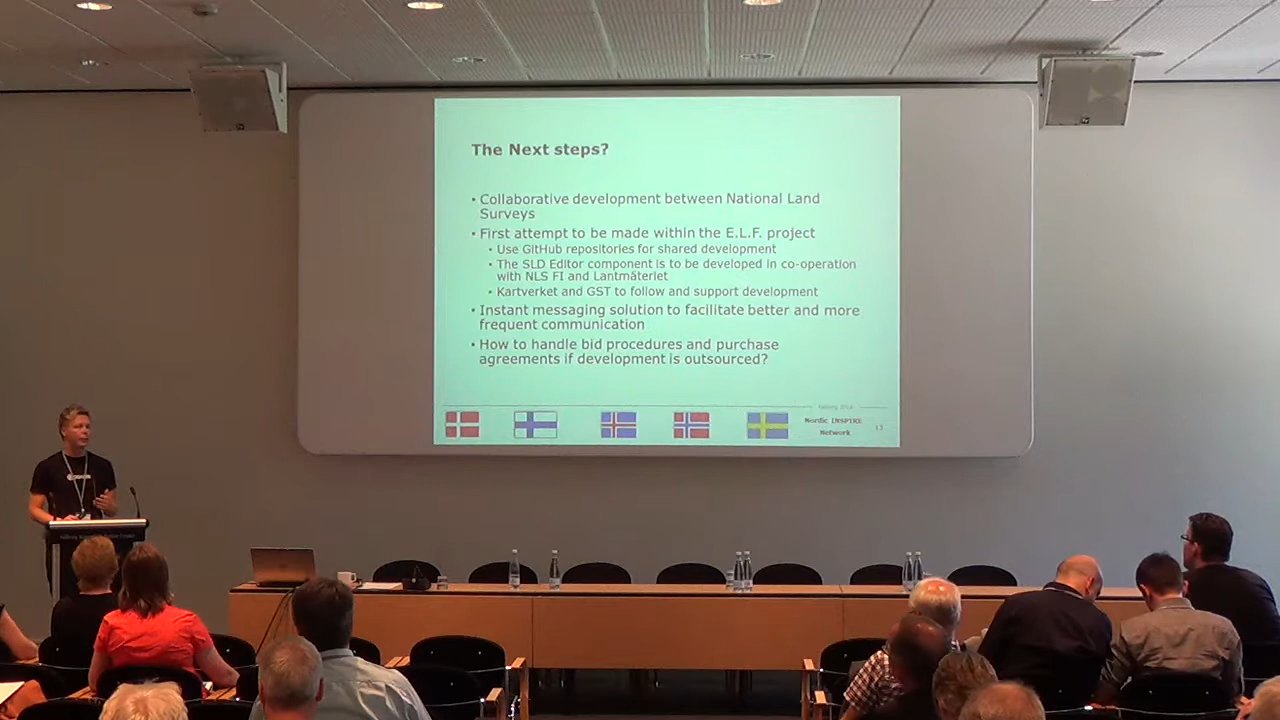 The Next steps?
• Collaborative development between National Land
Surveys
• First attempt to be made within the E.L.F. project
• Use GitHub repositories for shared development
• The SLD Editor component is to be developed in co-operation
with NLS FI and Lantmäteriet
• Kartverket and GST to follow and support development
• Instant messaging solution to facilitate better and more
frequent communication
• How to handle bid procedures and purchase
agreements if development is outsourced?
Nordic INSPIRE
Network
13